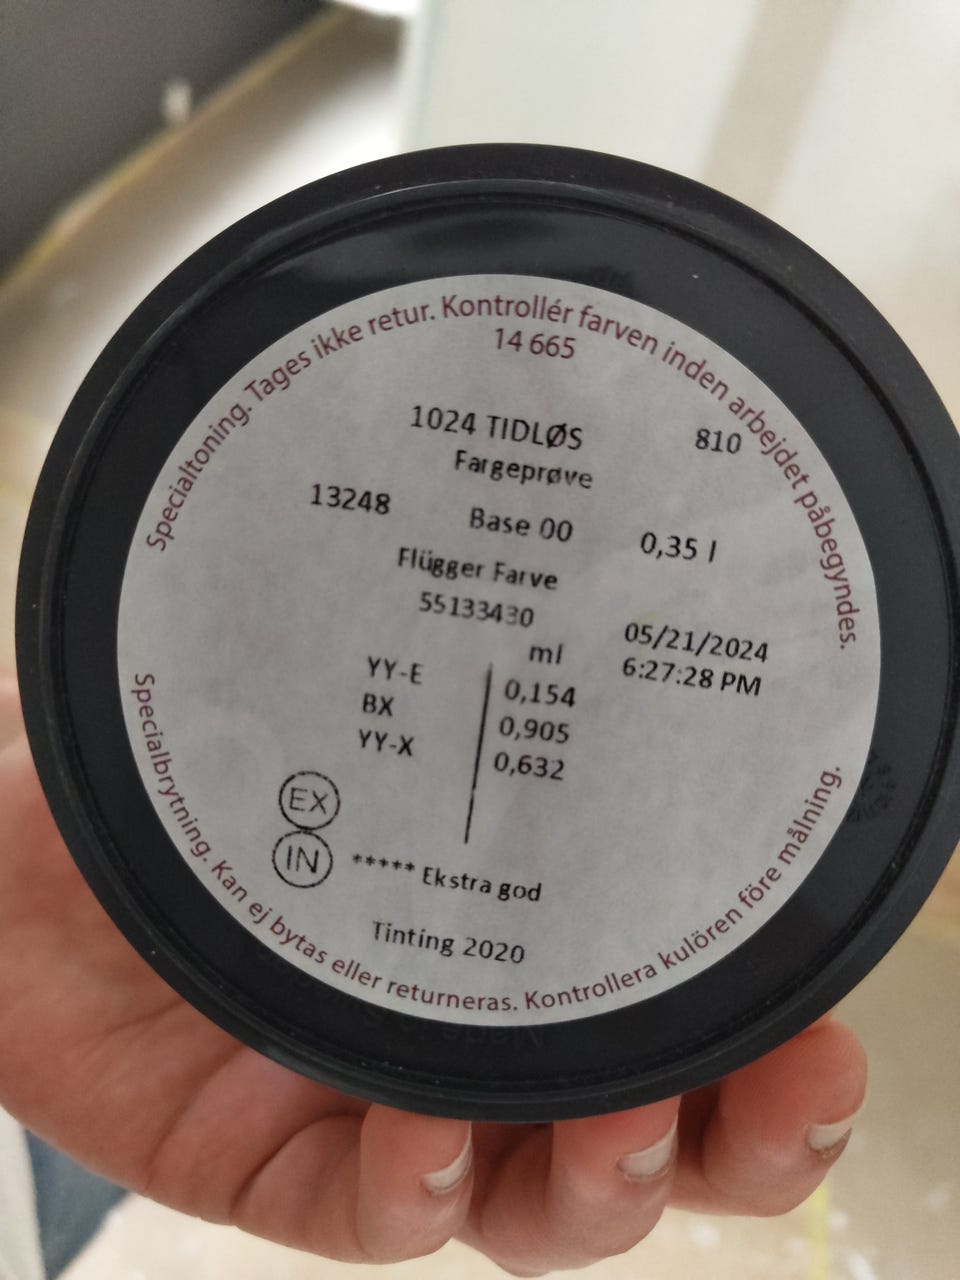 Specialtoning. Tages ikke retur. Kontrollér farven inden arbejdet påbegyndes.
14 665
1024 TIDLØS 810
Fargeprøve
13248 Base 00 0,35 l
Flügger Farve
55133430
ml 05/21/2024
6:27:28 PM
YY-E 0,154
BX 0,905
YY-X 0,632
EX
IN ***** Ekstra god
Tinting 2020
Specialbrytning. Kan ej bytas eller returneras. Kontrollera kulören före målning.